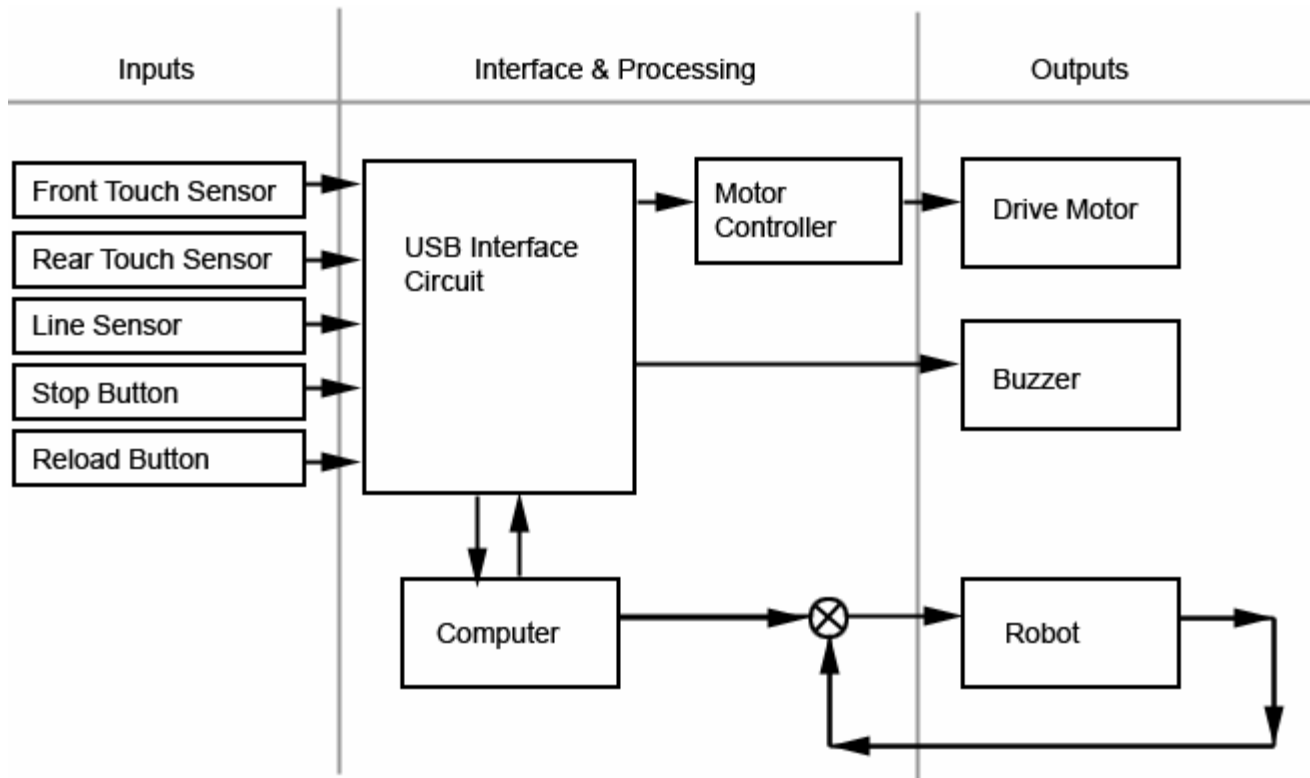 Inputs
Interface & Processing
Outputs
Front Touch Sensor
Rear Touch Sensor
Line Sensor
Stop Button
Reload Button
USB Interface
Circuit
Motor
Controller
Drive Motor
Buzzer
Computer
Robot